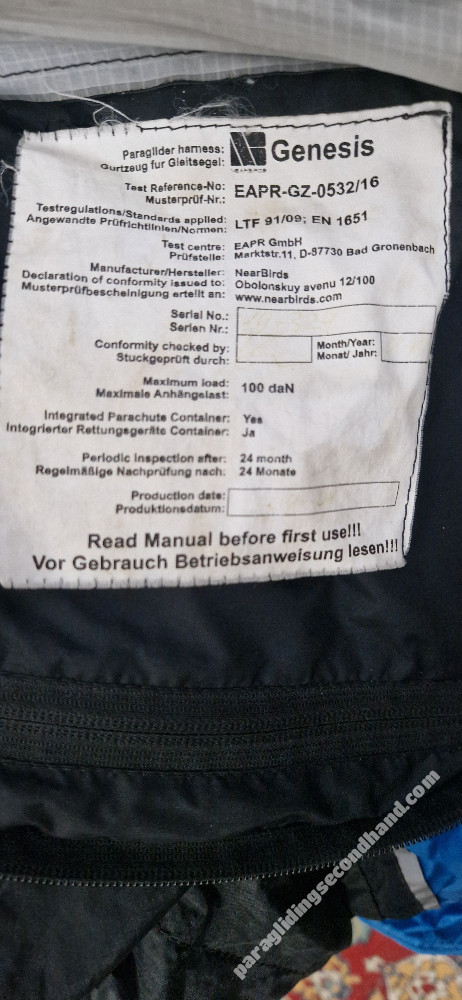 Paraglider harness:
Gurtzeug fur Gleitsegel:
Genesis
Test Reference-No:
Musterprüf-Nr.:
EAPR-GZ-0532/16
Testregulations/Standards applied:
Angewandte Prüfrichtlinien/Normen:
LTF 91/09; EN 1651
Test centre:
Prüfstelle:
EAPR GmbH
Marktstr.11, D-87730 Bad Gronenbach
Manufacturer/Hersteller:
Declaration of conformity issued to:
Musterprüfbescheinigung erteilt an:
NearBirds
Obolonskuy avenu 12/100
www.nearbirds.com
Serial No.:
Serien Nr.:
Conformity checked by:
Stuckgeprüft durch:
Month/Year:
Monat/ Jahr:
Maximum load:
Maximale Anhängelast:
100 daN
Integrated Parachute Container:
Integrierter Rettungsgeräte Container:
Yes
Ja
Periodic Inspection after:
Regelmäßige Nachprüfung nach:
24 month
24 Monate
Production date:
Produktionsdatum:
Read Manual before first use!!!
Vor Gebrauch Betriebsanweisung lesen!!!
paraglidingsecondhand.com